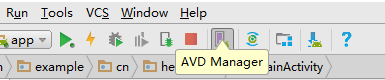 Run Tools VCS Window Help
app
example cn he ainActivity
AVD Manager